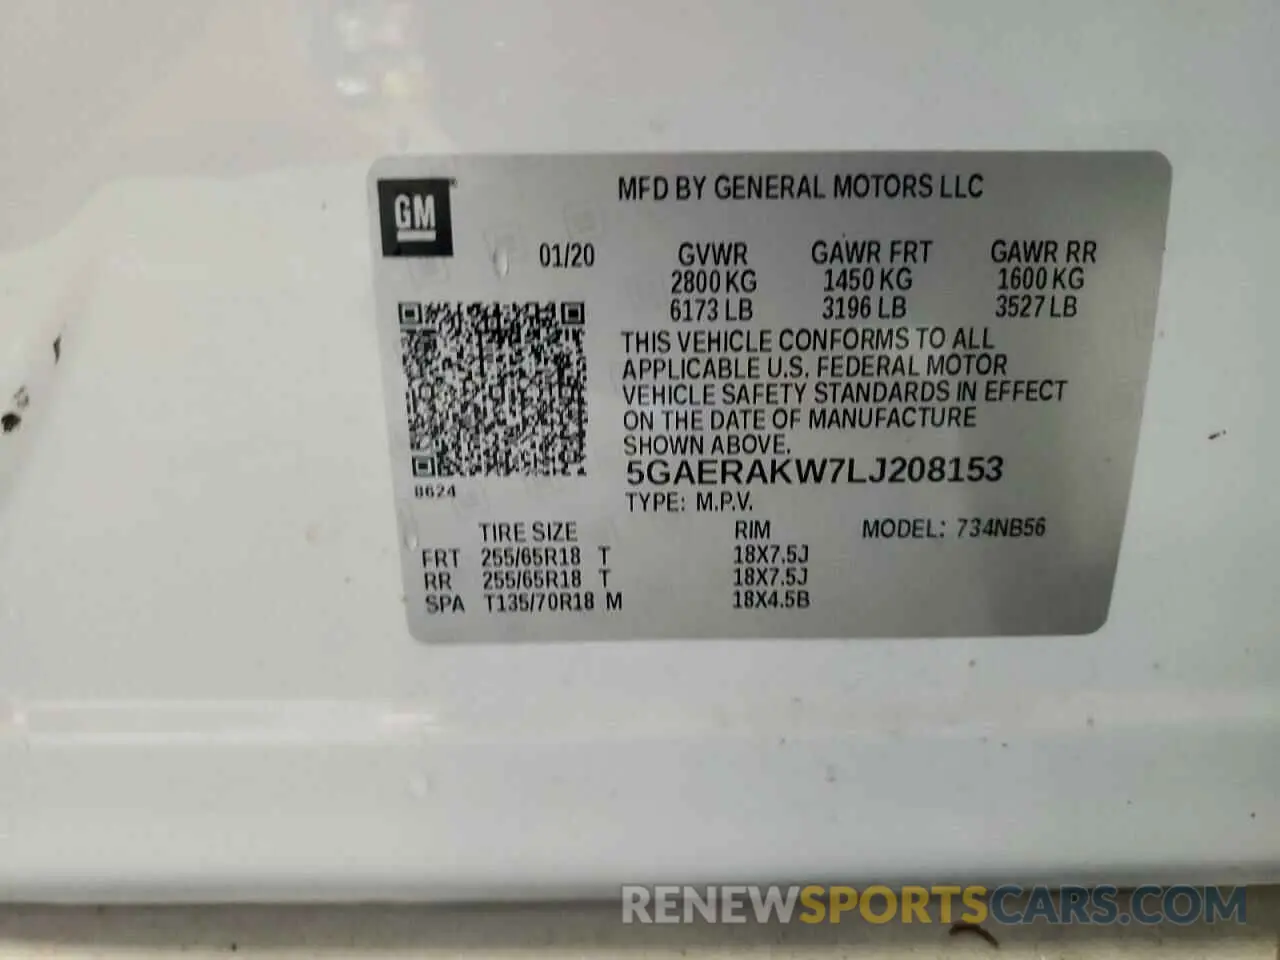 GM
MFD BY GENERAL MOTORS LLC
01/20 GVWR GAWR FRT GAWR RR
2800 KG 1450 KG 1600 KG
6173 LB 3196 LB 3527 LB
THIS VEHICLE CONFORMS TO ALL
APPLICABLE U.S. FEDERAL MOTOR
VEHICLE SAFETY STANDARDS IN EFFECT
ON THE DATE OF MANUFACTURE
SHOWN ABOVE.
5GAERAKW7LJ208153
8624
TYPE: M.P.V.
TIRE SIZE RIM MODEL: 734NB56
FRT 255/65R18 T 18X7.5J
RR 255/65R18 T 18X7.5J
SPA T135/70R18 M 18X4.5B
RENEWSPORTSCARS.COM